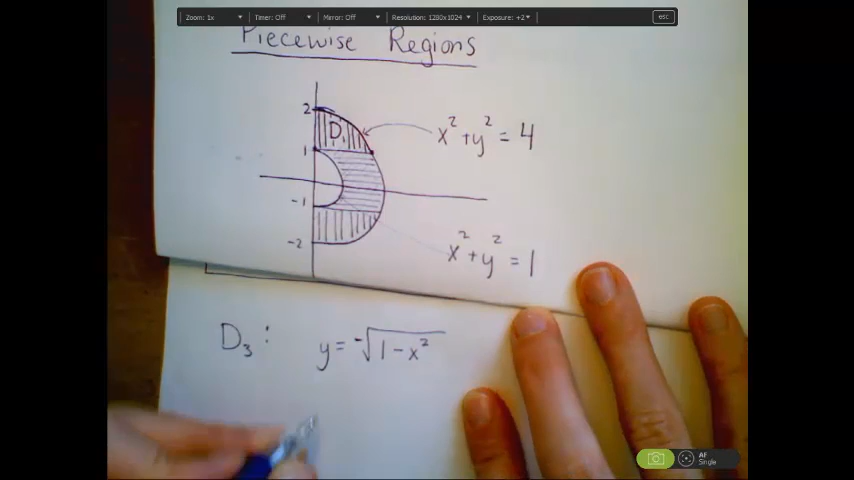 Zoom: 1x Timer: Off Mirror: Off Resolution: 1280x1024 Exposure: +2 esc
Piecewise Regions
2
D₁
x² + y² = 4
1
-1
-2
x² + y² = 1
D₃ : y = -√(1-x²)
AF
Single